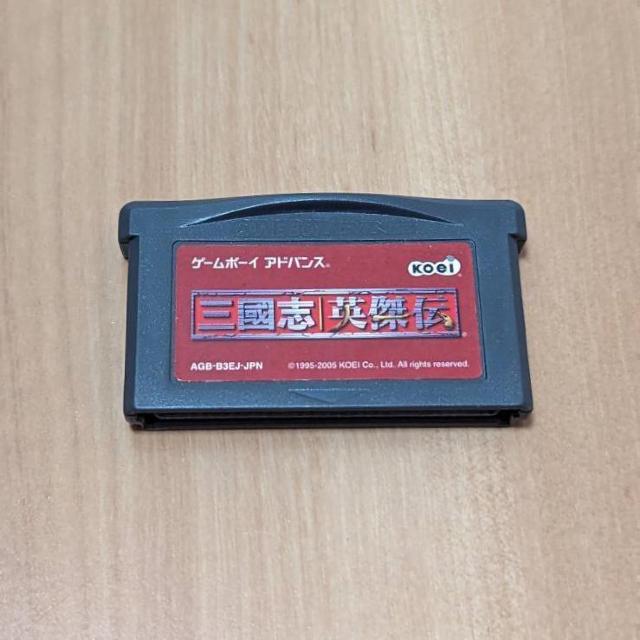 ゲームボーイ アドバンス®
KOEI
三國志 英傑伝®
AGB-B3EJ-JPN ©1995-2005 KOEI Co., Ltd. All rights reserved.